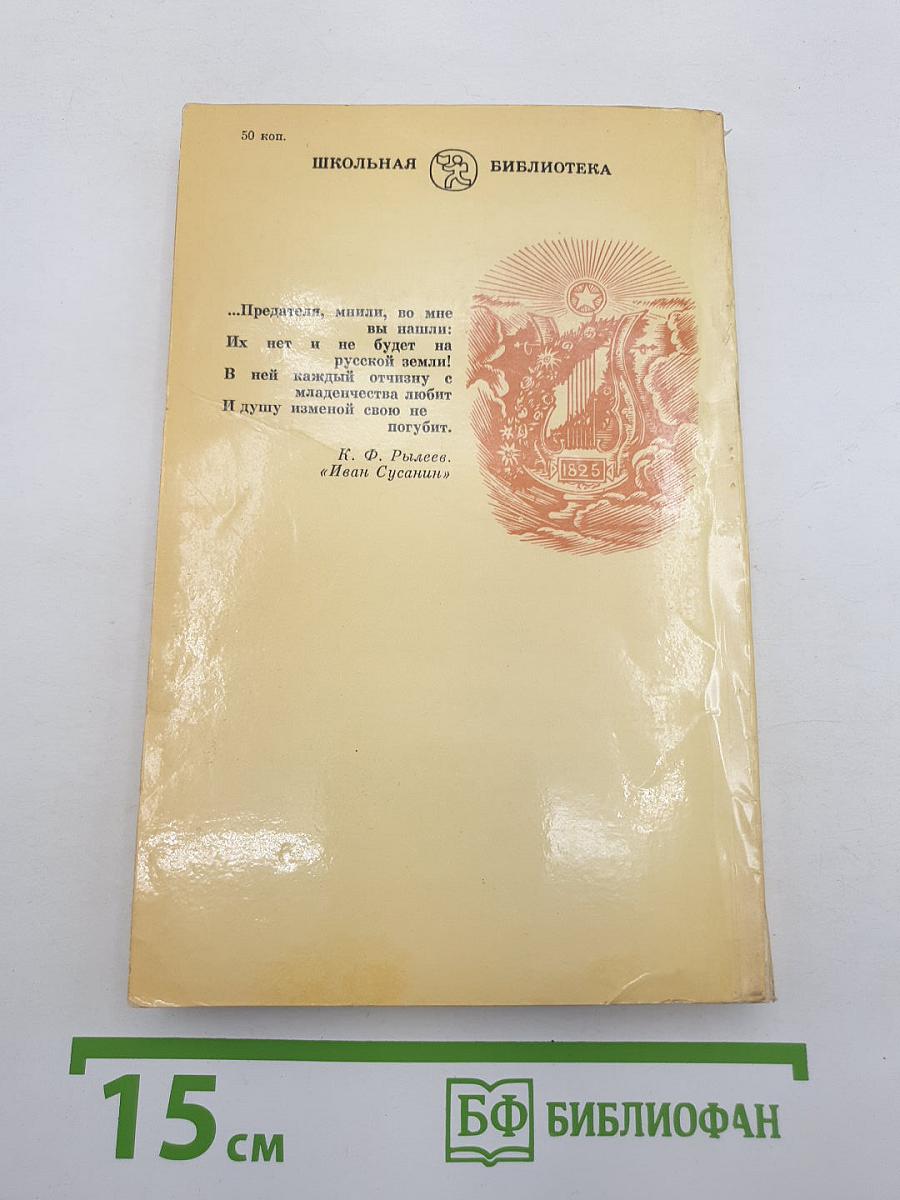 50 коп.
ШКОЛЬНАЯ БИБЛИОТЕКА
...Предателя, мнили, во мне
вы нашли:
Их нет и не будет на
русской земли!
В ней каждый отчизну с
младенчества любит
И душу изменой свою не
погубит.
К. Ф. Рылеев.
«Иван Сусанин»
1825
15 см
БФ БИБЛИОФАН